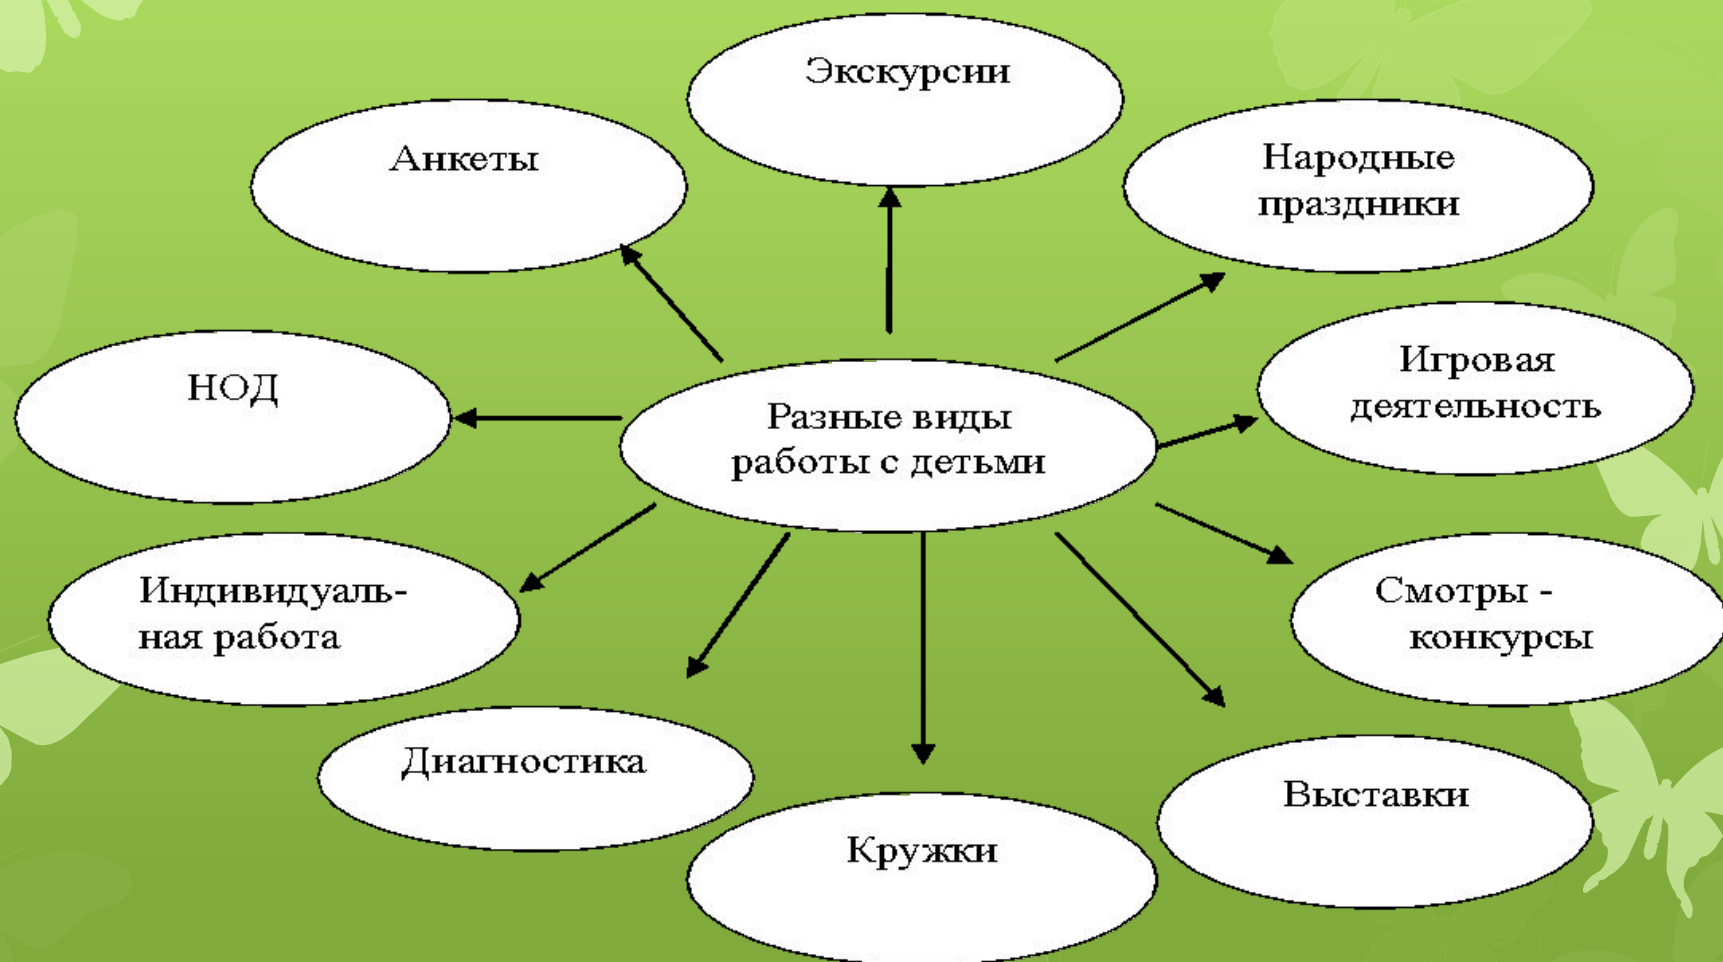 Экскурсии
Анкеты
Народные
праздники
НОД
Игровая
деятельность
Разные виды
работы с детьми
Индивидуаль-
ная работа
Смотры -
конкурсы
Диагностика
Выставки
Кружки